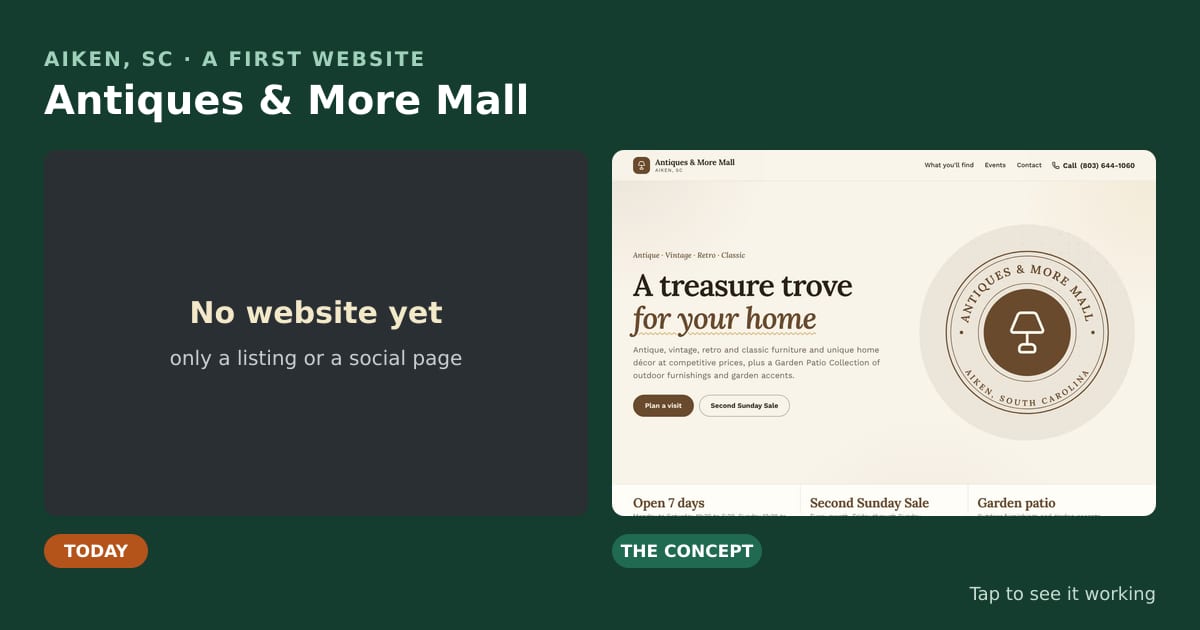 AIKEN, SC · A FIRST WEBSITE
Antiques & More Mall
No website yet
only a listing or a social page
TODAY
Antiques & More Mall
AIKEN, SC
What you'll find Events Contact Call (803) 644-1060
Antique · Vintage · Retro · Classic
A treasure trove
for your home
Antique, vintage, retro and classic furniture and unique home
décor at competitive prices, plus a Garden Patio Collection of
outdoor furnishings and garden accents.
Plan a visit Second Sunday Sale
ANTIQUES & MORE MALL
AIKEN, SOUTH CAROLINA
Open 7 days Second Sunday Sale Garden patio
THE CONCEPT
Tap to see it working